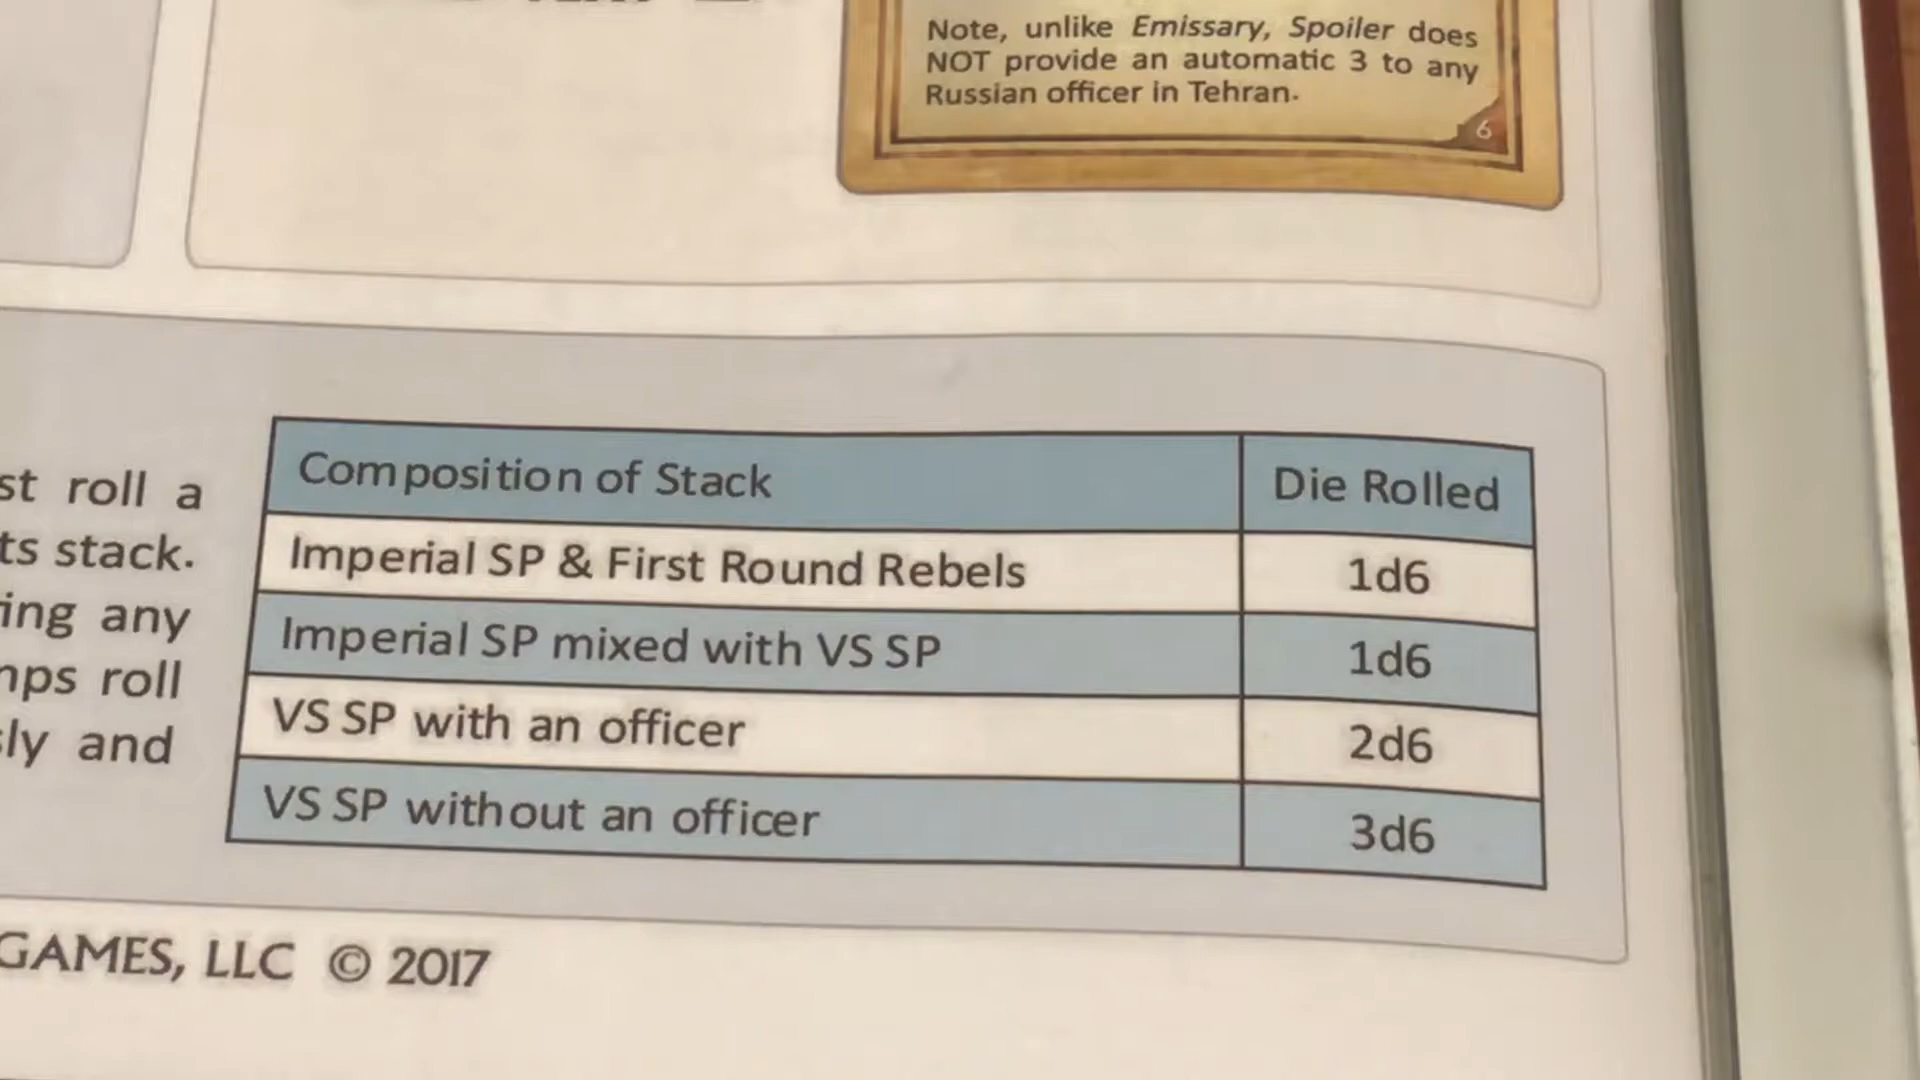 Note, unlike Emissary, Spoiler does
NOT provide an automatic 3 to any
Russian officer in Tehran.
6
st roll a
ts stack.
ing any
mps roll
sly and
Composition of Stack Die Rolled
Imperial SP & First Round Rebels 1d6
Imperial SP mixed with VS SP 1d6
VS SP with an officer 2d6
VS SP without an officer 3d6
GAMES, LLC © 2017